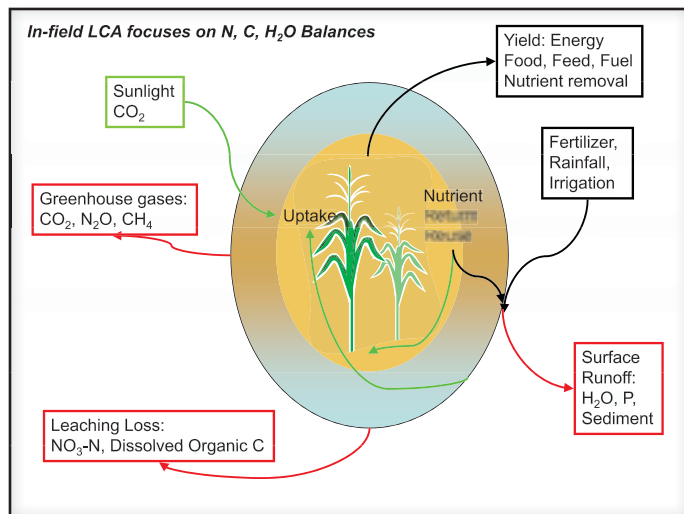 In-field LCA focuses on N, C, H₂O Balances
Yield: Energy
Food, Feed, Fuel
Nutrient removal
Sunlight
CO₂
Fertilizer,
Rainfall,
Irrigation
Greenhouse gases:
CO₂, N₂O, CH₄
Uptake
Nutrient
Surface
Runoff:
H₂O, P,
Sediment
Leaching Loss:
NO₃-N, Dissolved Organic C